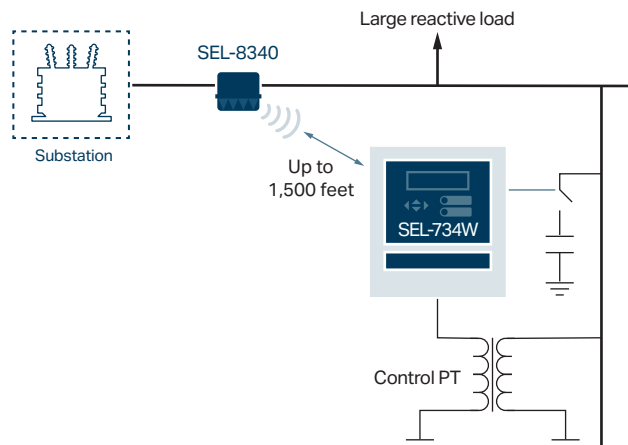 Large reactive load
SEL-8340
Substation
Up to
1,500 feet
SEL-734W
Control PT